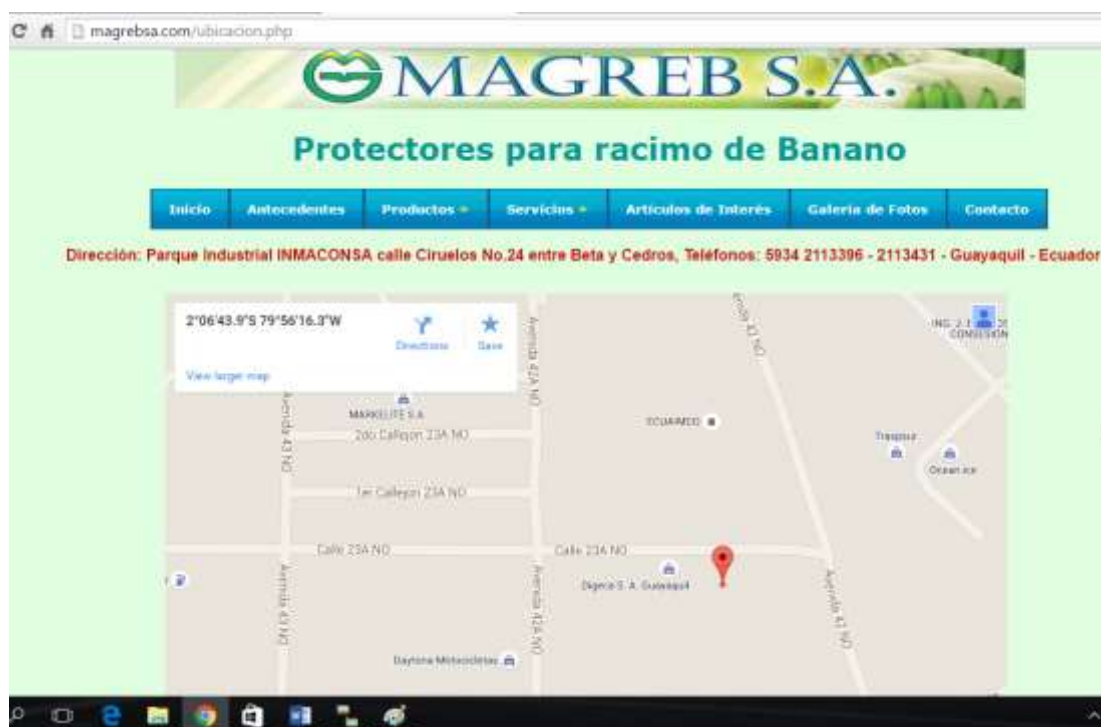 magrebsa.com/ubicacion.php
MAGREB S.A.
Protectores para racimo de Banano
Inicio Antecedentes Productos Servicios Artículos de Interés Galería de Fotos Contacto
Dirección: Parque Industrial INMACONSA calle Ciruelos No.24 entre Beta y Cedros, Teléfonos: 5934 2113396 - 2113431 - Guayaquil - Ecuador
2°06'43.9"S 79°56'16.3"W
Directions Save
View larger map
Avenida 42A NO
Avenida 43 NO
MARKELITE S.A
2do Callejon 23A NO
1er Callejon 23A NO
Calle 23A NO
Calle 23A NO
Digeca S. A. Guayaquil
Ocean ice
Avenida 43 NO
Avenida 42A NO
Daytona Motocicletas